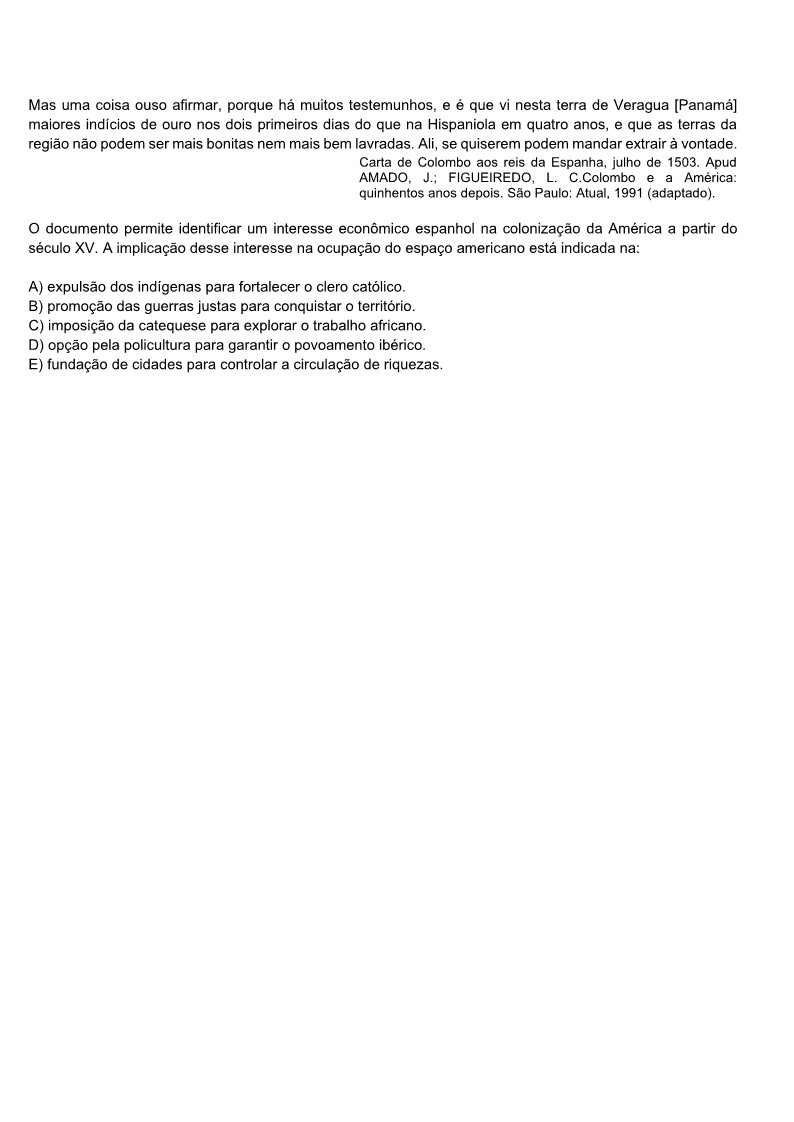 Mas uma coisa ouso afirmar, porque há muitos testemunhos, e é que vi nesta terra de Veragua [Panamá]
maiores indícios de ouro nos dois primeiros dias do que na Hispaniola em quatro anos, e que as terras da
região não podem ser mais bonitas nem mais bem lavradas. Ali, se quiserem podem mandar extrair à vontade.
Carta de Colombo aos reis da Espanha, julho de 1503. Apud
AMADO, J.; FIGUEIREDO, L. C.Colombo e a América:
quinhentos anos depois. São Paulo: Atual, 1991 (adaptado).
O documento permite identificar um interesse econômico espanhol na colonização da América a partir do
século XV. A implicação desse interesse na ocupação do espaço americano está indicada na:
A) expulsão dos indígenas para fortalecer o clero católico.
B) promoção das guerras justas para conquistar o território.
C) imposição da catequese para explorar o trabalho africano.
D) opção pela policultura para garantir o povoamento ibérico.
E) fundação de cidades para controlar a circulação de riquezas.